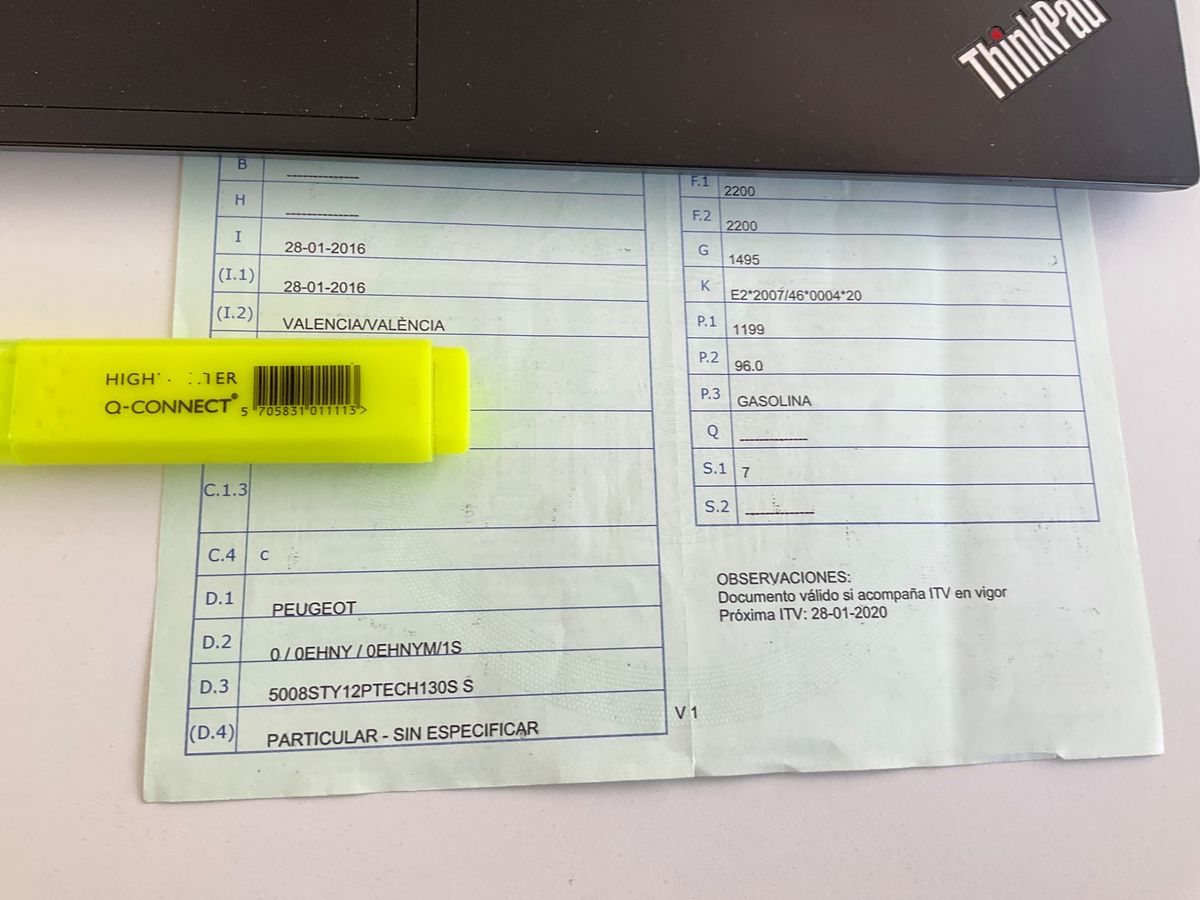 ThinkPad
B -------------
H -------------
I 28-01-2016
(I.1) 28-01-2016
(I.2) VALENCIA/VALÈNCIA
Q-CONNECT®
5 705831 011113 >
C.1.3
C.4 c
D.1 PEUGEOT
D.2 0 / 0EHNY / 0EHNYM/1S
D.3 5008STY12PTECH130S S
(D.4) PARTICULAR - SIN ESPECIFICAR
F.1 2200
F.2 2200
G 1495
K E2*2007/46*0004*20
P.1 1199
P.2 96.0
P.3 GASOLINA
Q -------------
S.1 7
S.2 -------------
OBSERVACIONES:
Documento válido si acompaña ITV en vigor
Próxima ITV: 28-01-2020
V 1